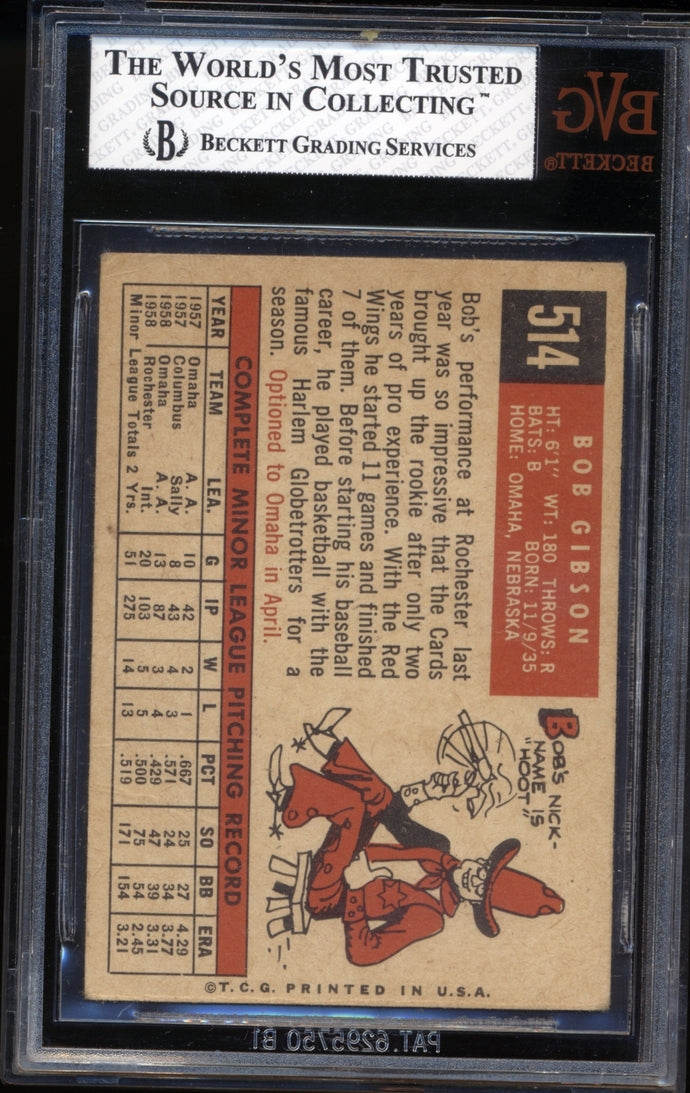 THE WORLD'S MOST TRUSTED
SOURCE IN COLLECTING™
B BECKETT GRADING SERVICES
BVG
BECKETT®
514
BOB GIBSON
HT: 6'1" WT: 180 THROWS: R
BATS: B BORN: 11/9/35
HOME: OMAHA, NEBRASKA
Bob's performance at Rochester last
year was so impressive that the Cards
brought up the rookie after only two
years of pro experience. With the Red
Wings he started 11 games and finished
7 of them. Before starting his baseball
career, he played basketball with the
famous Harlem Globetrotters for a
season. Optioned to Omaha in April.
BOB'S NICK-
NAME IS
"HOOT"
COMPLETE MINOR LEAGUE PITCHING RECORD
YEAR TEAM LEA. G IP W L PCT SO BB ERA
1957 Omaha A. A. 10 42 2 1 .667 25 27 4.29
1957 Columbus Sally 8 43 4 3 .571 24 34 3.77
1958 Omaha A. A. 13 87 3 4 .429 47 39 3.31
1958 Rochester Int. 20 103 5 5 .500 75 54 2.45
Minor League Totals 2 Yrs. 51 275 14 13 .519 171 154 3.21
©T.C.G. PRINTED IN U.S.A.
PAT. 6295750 B1